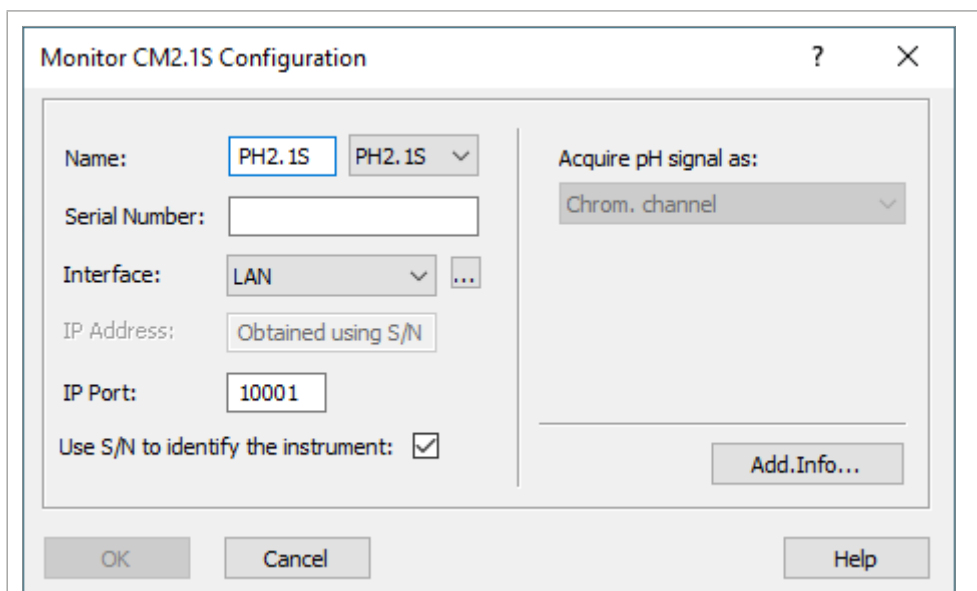 Monitor CM2.1S Configuration
?
Name:
PH2.1S
PH2.1S
Serial Number:
Interface:
LAN
...
IP Address:
Obtained using S/N
IP Port:
10001
Use S/N to identify the instrument:
Acquire pH signal as:
Chrom. channel
Add.Info...
OK
Cancel
Help